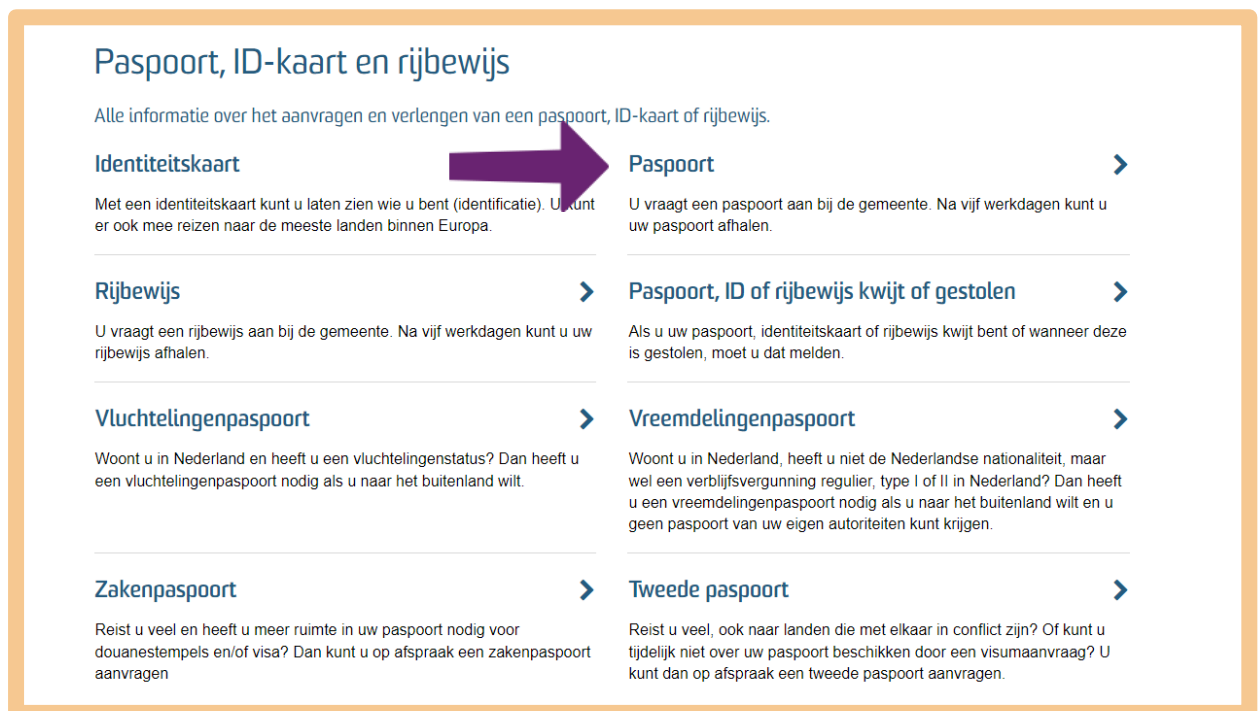 Paspoort, ID-kaart en rijbewijs
Alle informatie over het aanvragen en verlengen van een paspoort, ID-kaart of rijbewijs.
Identiteitskaart
Met een identiteitskaart kunt u laten zien wie u bent (identificatie). U kunt
er ook mee reizen naar de meeste landen binnen Europa.
Paspoort
U vraagt een paspoort aan bij de gemeente. Na vijf werkdagen kunt u
uw paspoort afhalen.
Rijbewijs
U vraagt een rijbewijs aan bij de gemeente. Na vijf werkdagen kunt u uw
rijbewijs afhalen.
Paspoort, ID of rijbewijs kwijt of gestolen
Als u uw paspoort, identiteitskaart of rijbewijs kwijt bent of wanneer deze
is gestolen, moet u dat melden.
Vluchtelingenpaspoort
Woont u in Nederland en heeft u een vluchtelingenstatus? Dan heeft u
een vluchtelingenpaspoort nodig als u naar het buitenland wilt.
Vreemdelingenpaspoort
Woont u in Nederland, heeft u niet de Nederlandse nationaliteit, maar
wel een verblijfsvergunning regulier, type I of II in Nederland? Dan heeft
u een vreemdelingenpaspoort nodig als u naar het buitenland wilt en u
geen paspoort van uw eigen autoriteiten kunt krijgen.
Zakenpaspoort
Reist u veel en heeft u meer ruimte in uw paspoort nodig voor
douanestempels en/of visa? Dan kunt u op afspraak een zakenpaspoort
aanvragen
Tweede paspoort
Reist u veel, ook naar landen die met elkaar in conflict zijn? Of kunt u
tijdelijk niet over uw paspoort beschikken door een visumaanvraag? U
kunt dan op afspraak een tweede paspoort aanvragen.